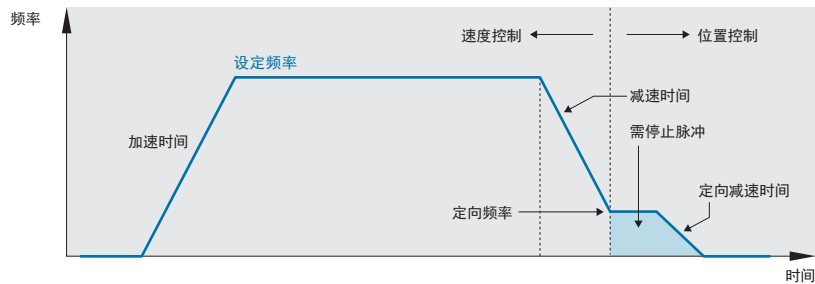 频率
速度控制
位置控制
设定频率
减速时间
加速时间
需停止脉冲
定向减速时间
定向频率
时间